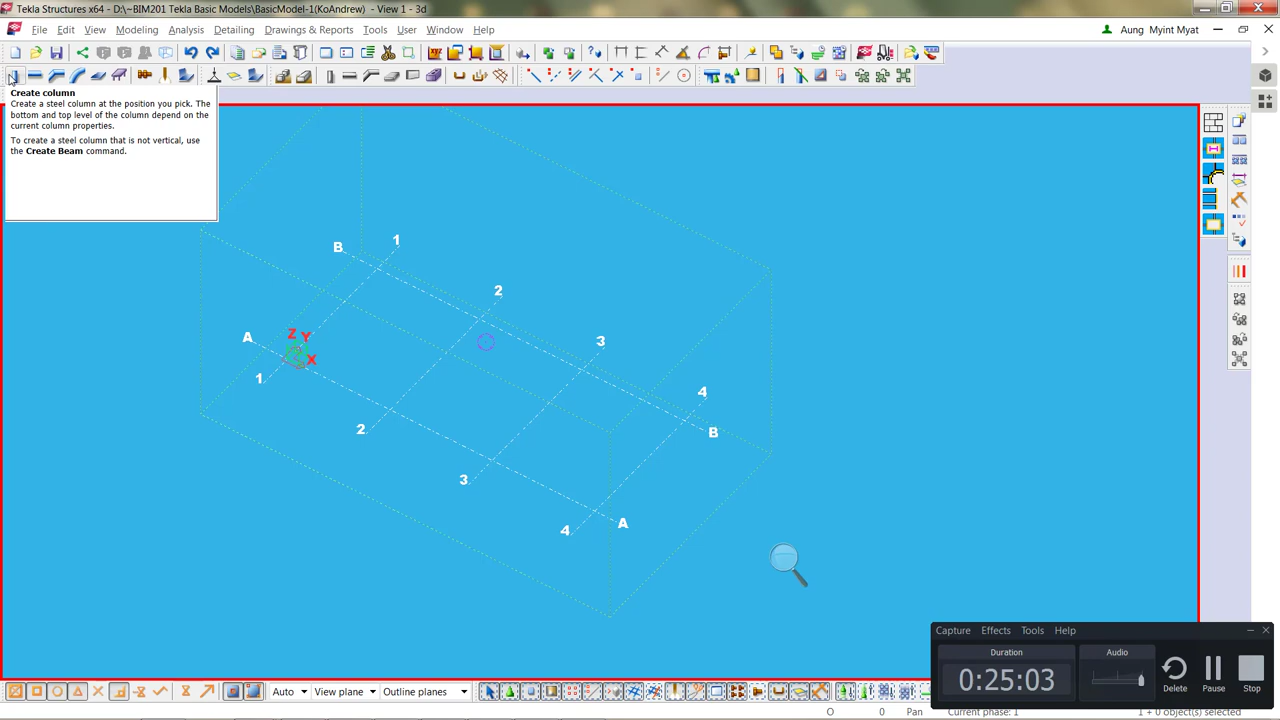 Tekla Structures x64 - D:\~BIM201 Tekla Basic Models\BasicModel-1(KoAndrew) - View 1 - 3d
File Edit View Modeling Analysis Detailing Drawings & Reports Tools User Window Help
Aung Myint Myat
Create column
Create a steel column at the position you pick. The
bottom and top level of the column depend on the
current column properties.
To create a steel column that is not vertical, use
the Create Beam command.
B 1
2
A Z Y
X
3
1
4
2
B
3
A
4
Capture Effects Tools Help
Duration
Audio
0:25:03
Delete
Pause
Stop
Auto View plane Outline planes
O 0 Pan Current phase: 1 1 + 0 object(s) selected